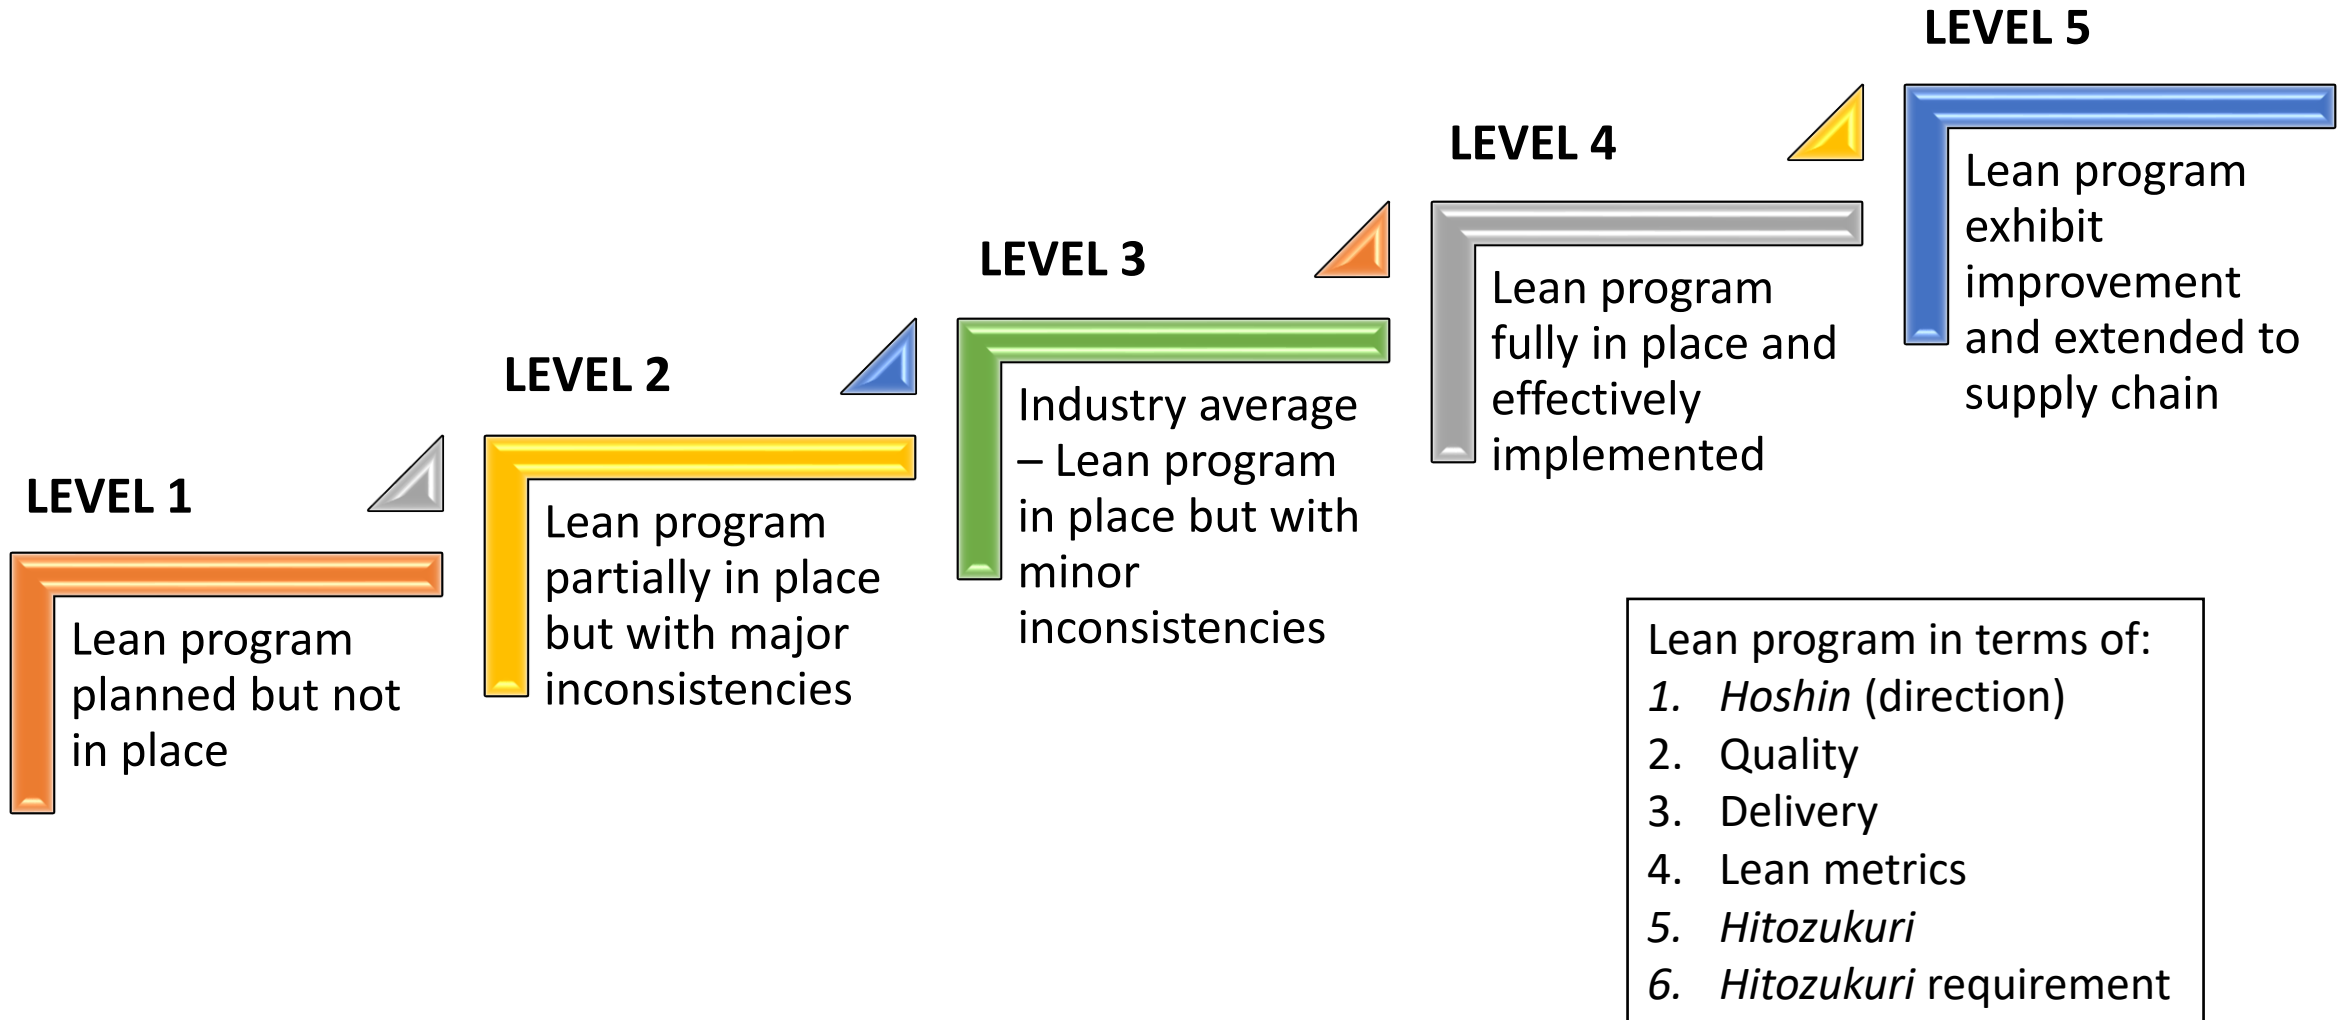 LEVEL 1
Lean program
planned but not
in place
LEVEL 2
Lean program
partially in place
but with major
inconsistencies
LEVEL 3
Industry average
– Lean program
in place but with
minor
inconsistencies
LEVEL 4
Lean program
fully in place and
effectively
implemented
LEVEL 5
Lean program
exhibit
improvement
and extended to
supply chain
Lean program in terms of:
1. Hoshin (direction)
2. Quality
3. Delivery
4. Lean metrics
5. Hitozukuri
6. Hitozukuri requirement